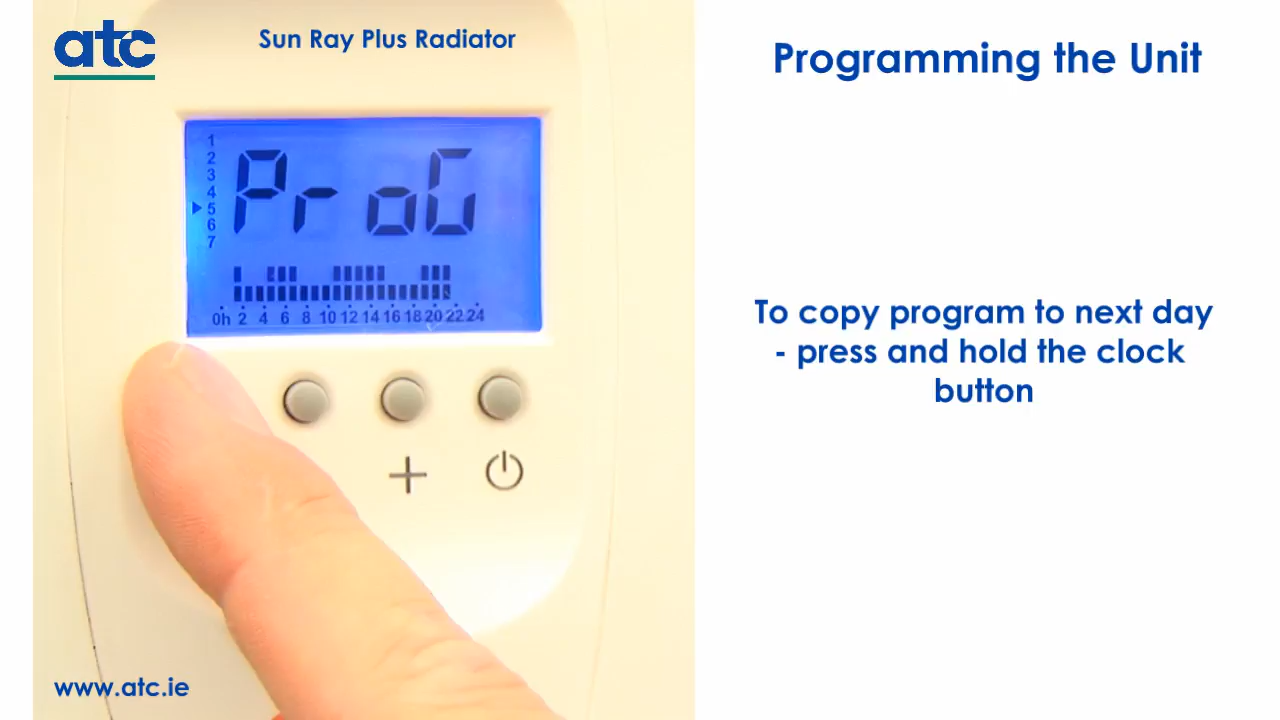 atc
Sun Ray Plus Radiator
Programming the Unit
1
2
3
4
5
6
7
ProG
0h 2 4 6 8 10 12 14 16 18 20 22 24
To copy program to next day
- press and hold the clock
button
www.atc.ie